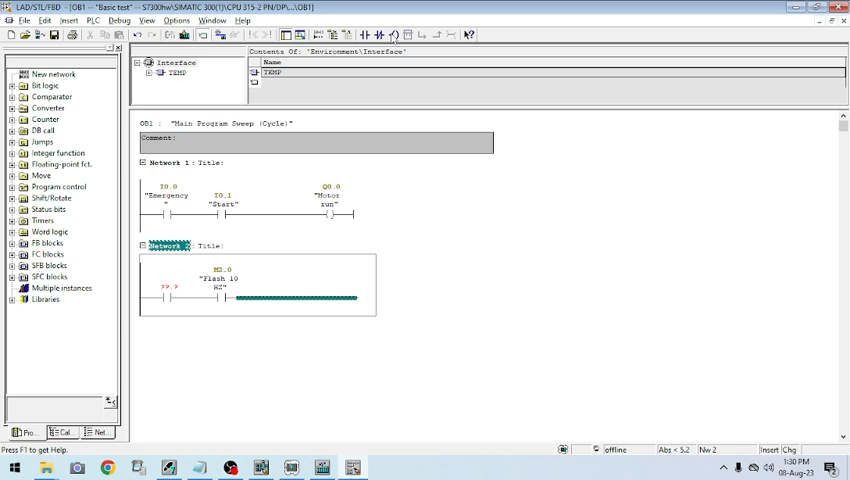 LAD/STL/FBD - [OB1 -- "Basic test" -- S7300hw\SIMATIC 300(1)\CPU 315-2 PN/DP\...\OB1]
File Edit Insert PLC Debug View Options Window Help
Contents Of: 'Environment\Interface'
Interface
TEMP
Name
TEMP
New network
Bit logic
Comparator
Converter
Counter
DB call
Jumps
Integer function
Floating-point fct.
Move
Program control
Shift/Rotate
Status bits
Timers
Word logic
FB blocks
FC blocks
SFB blocks
SFC blocks
Multiple instances
Libraries
Pro... Cal... Net...
OB1 : "Main Program Sweep (Cycle)"
Comment:
Network 1: Title:
I0.0
"Emergency
"
I0.1
"Start"
Q0.0
"Motor
run"
Network 2: Title:
??.?
M2.0
"Flash 10
HZ"
Press F1 to get Help.
offline Abs < 5.2 Nw 2 Insert Chg
1:30 PM
08-Aug-23
2